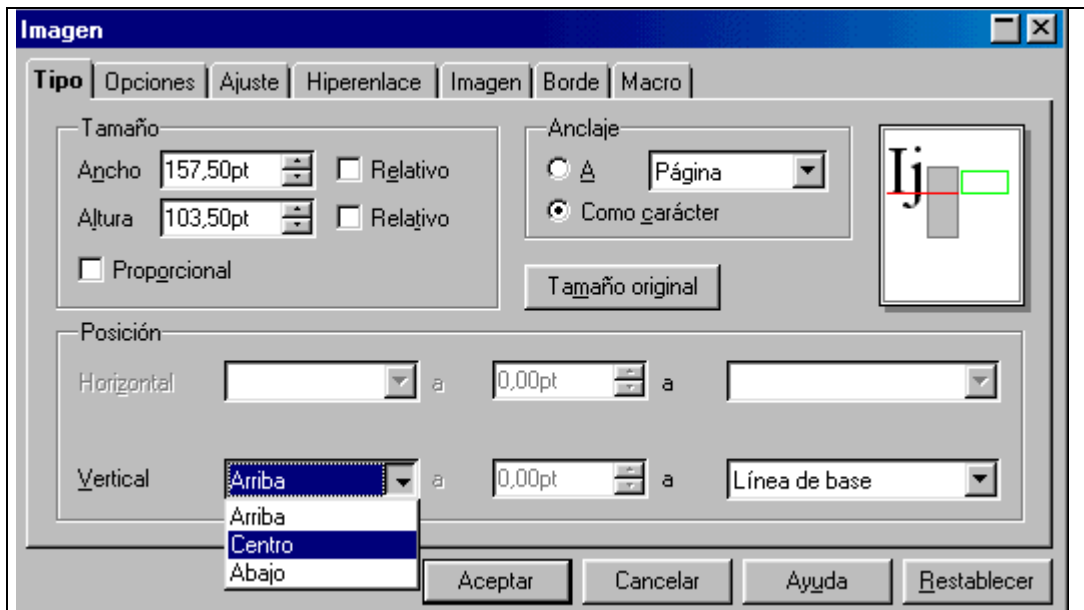 Imagen
Tipo Opciones Ajuste Hiperenlace Imagen Borde Macro
Tamaño
Ancho 157,50pt Relativo
Altura 103,50pt Relativo
Proporcional
Anclaje
A Página
Como carácter
Tamaño original
Ij
Posición
Horizontal a 0,00pt a
Vertical Arriba a 0,00pt a Línea de base
Arriba
Centro
Abajo
Aceptar Cancelar Ayuda Restablecer